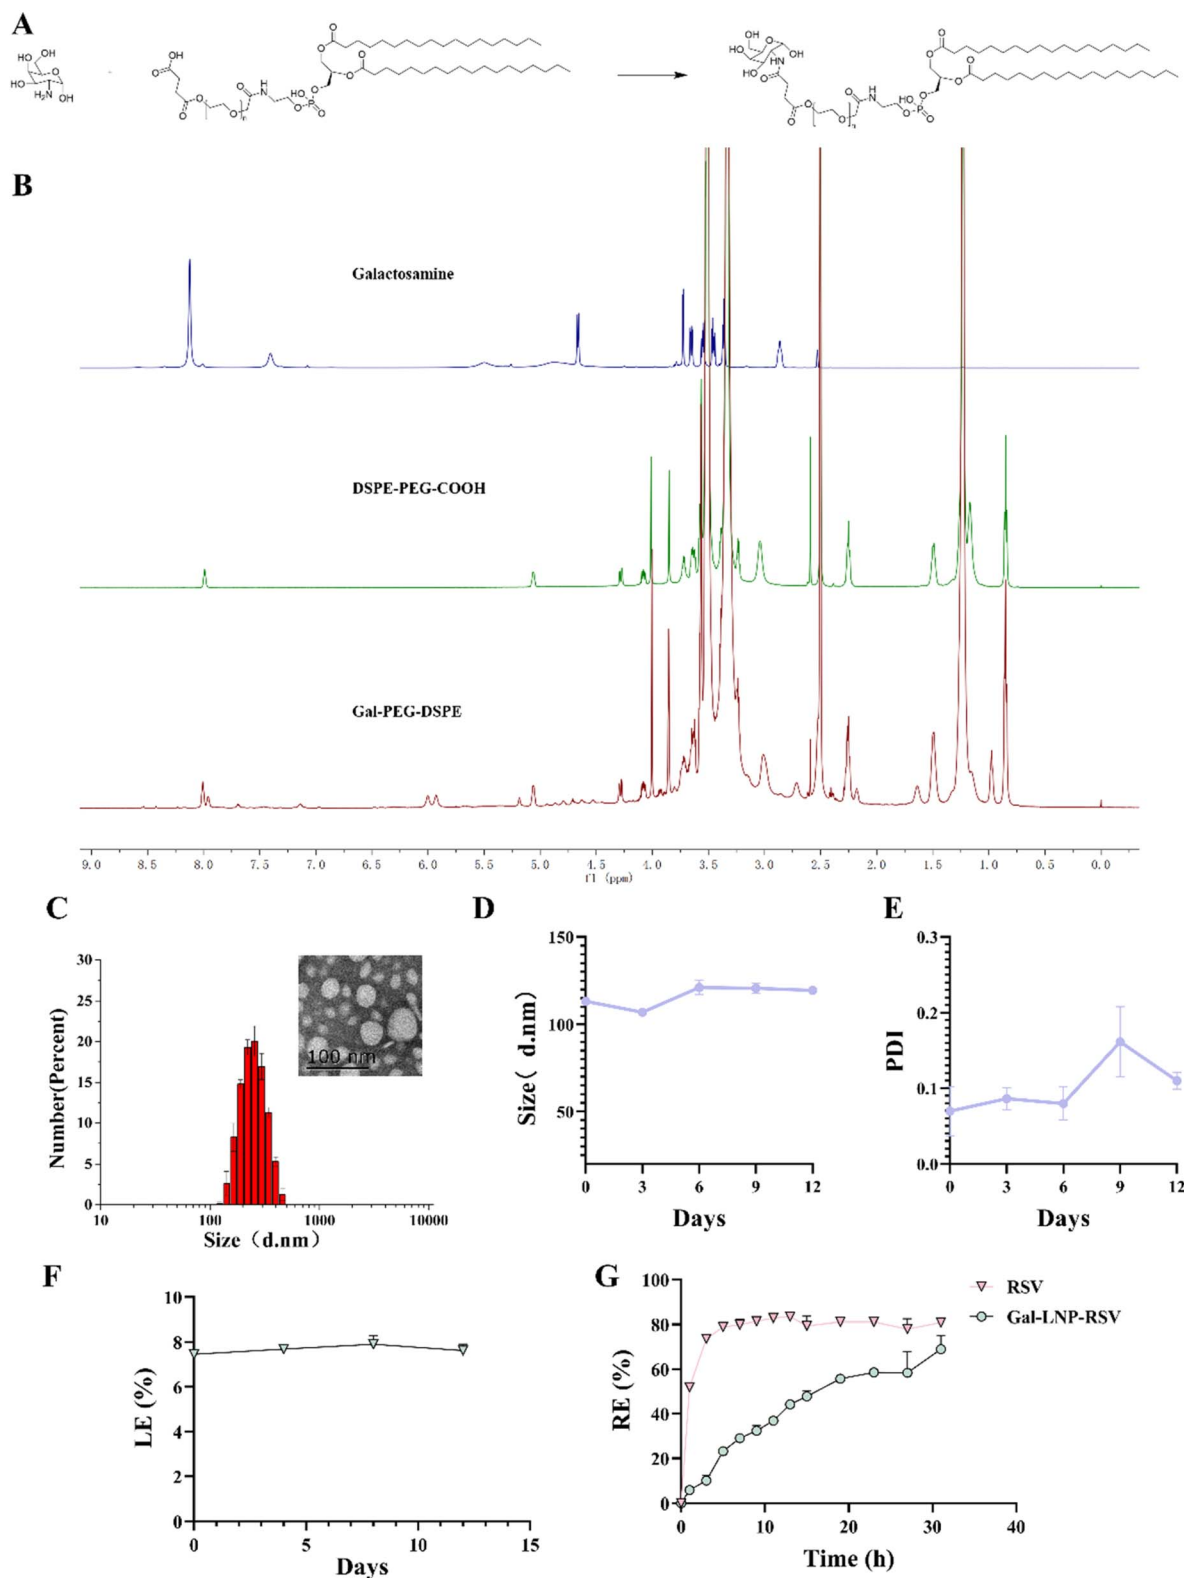 A
B
Galactosamine
DSPE-PEG-COOH
Gal-PEG-DSPE
9.0 8.5 8.0 7.5 7.0 6.5 6.0 5.5 5.0 4.5 4.0 3.5 3.0 2.5 2.0 1.5 1.0 0.5 0.0
f1 (ppm)
C
Number(Percent)
30
25
20
15
10
5
0
100 nm
10 100 1000 10000
Size（d.nm）
D
Size（ d.nm）
150
100
50
0 3 6 9 12
Days
E
PDI
0.3
0.2
0.1
0.0
0 3 6 9 12
Days
F
LE (%)
10
8
6
4
2
0
0 5 10 15
Days
G
RE (%)
100
80
60
40
20
0
0 10 20 30 40
Time (h)
RSV
Gal-LNP-RSV